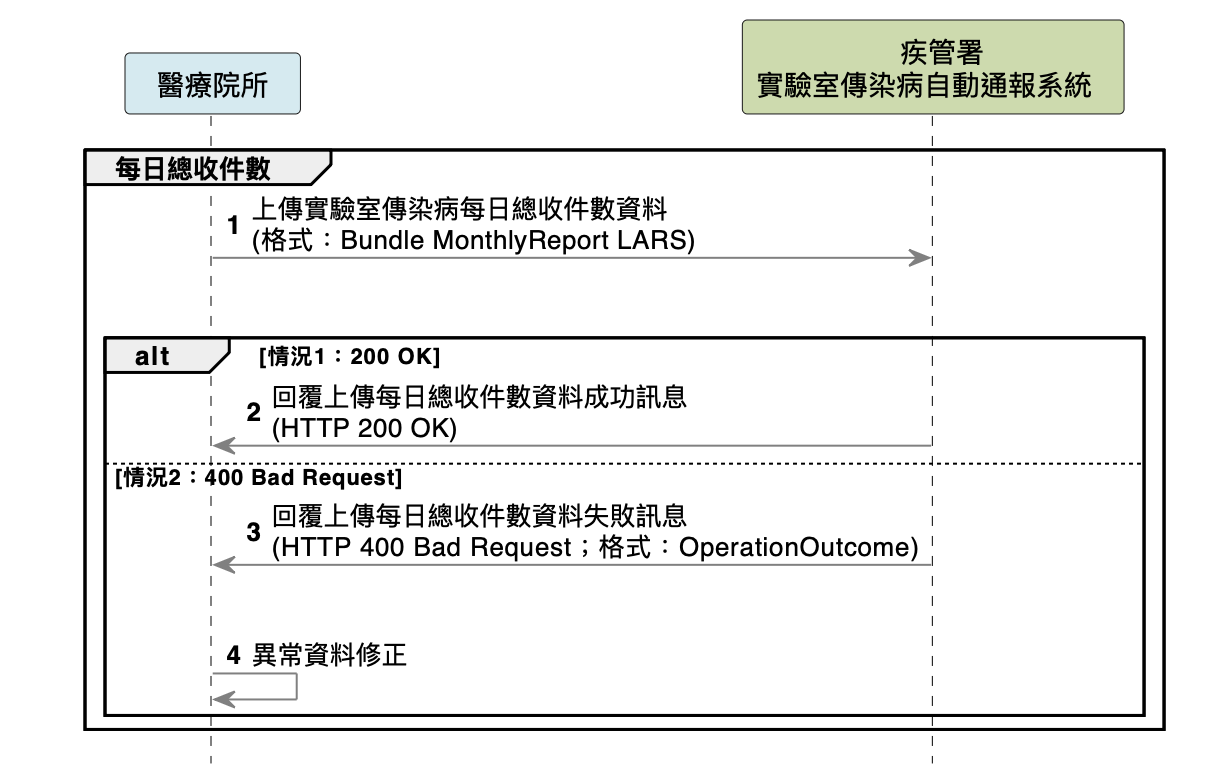 醫療院所
疾管署
實驗室傳染病自動通報系統
每日總收件數
1 上傳實驗室傳染病每日總收件數資料
(格式：Bundle MonthlyReport LARS)
alt [情況1：200 OK]
2 回覆上傳每日總收件數資料成功訊息
(HTTP 200 OK)
[情況2：400 Bad Request]
3 回覆上傳每日總收件數資料失敗訊息
(HTTP 400 Bad Request；格式：OperationOutcome)
4 異常資料修正